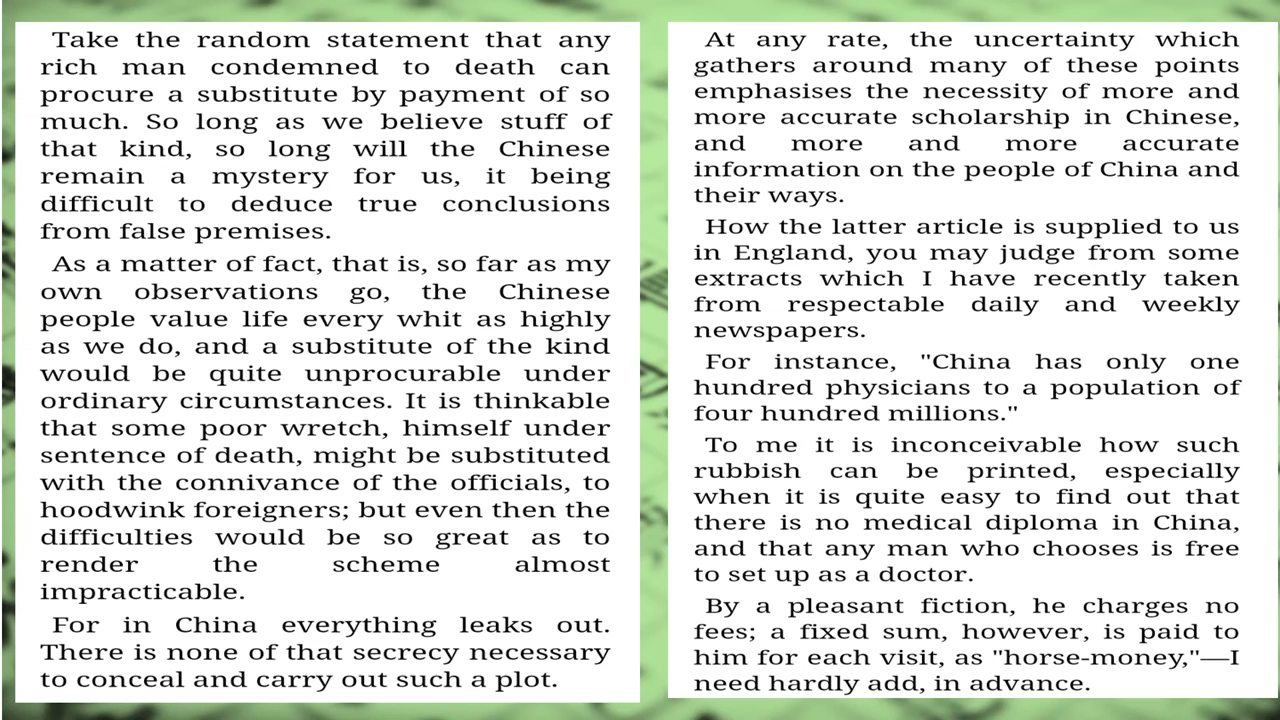 Take the random statement that any
rich man condemned to death can
procure a substitute by payment of so
much. So long as we believe stuff of
that kind, so long will the Chinese
remain a mystery for us, it being
difficult to deduce true conclusions
from false premises.
As a matter of fact, that is, so far as my
own observations go, the Chinese
people value life every whit as highly
as we do, and a substitute of the kind
would be quite unprocurable under
ordinary circumstances. It is thinkable
that some poor wretch, himself under
sentence of death, might be substituted
with the connivance of the officials, to
hoodwink foreigners; but even then the
difficulties would be so great as to
render the scheme almost
impracticable.
For in China everything leaks out.
There is none of that secrecy necessary
to conceal and carry out such a plot.
At any rate, the uncertainty which
gathers around many of these points
emphasises the necessity of more and
more accurate scholarship in Chinese,
and more and more accurate
information on the people of China and
their ways.
How the latter article is supplied to us
in England, you may judge from some
extracts which I have recently taken
from respectable daily and weekly
newspapers.
For instance, "China has only one
hundred physicians to a population of
four hundred millions."
To me it is inconceivable how such
rubbish can be printed, especially
when it is quite easy to find out that
there is no medical diploma in China,
and that any man who chooses is free
to set up as a doctor.
By a pleasant fiction, he charges no
fees; a fixed sum, however, is paid to
him for each visit, as "horse-money,"—I
need hardly add, in advance.